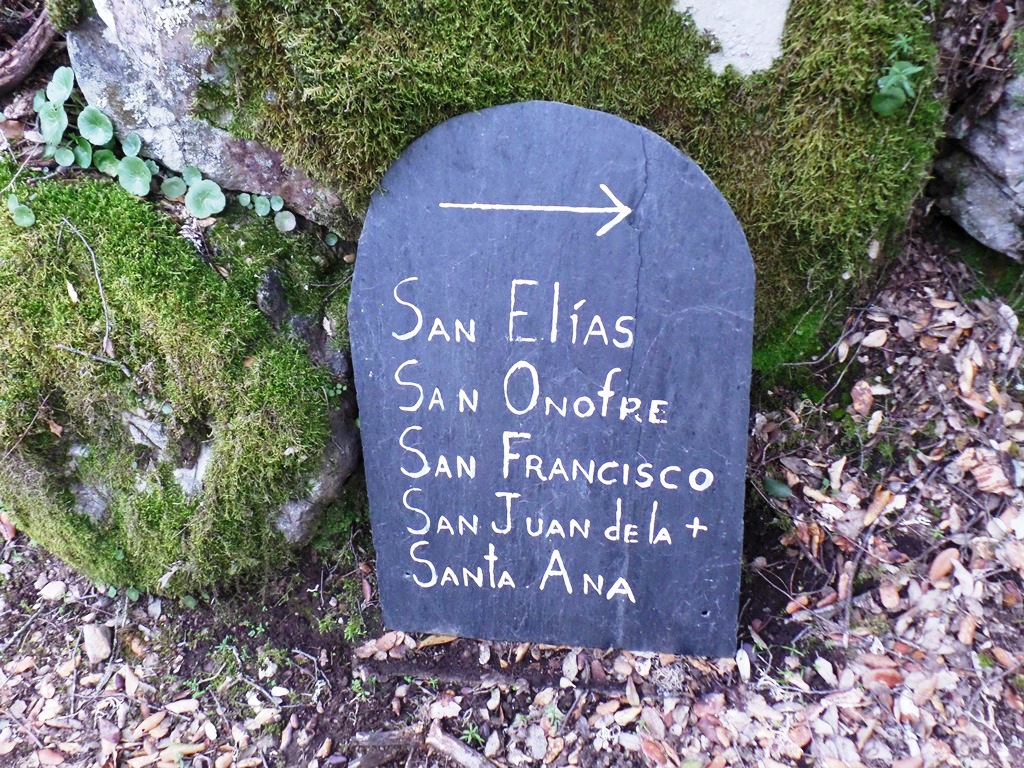 →
San Elías
San Onofre
San Francisco
San Juan de la +
Santa Ana